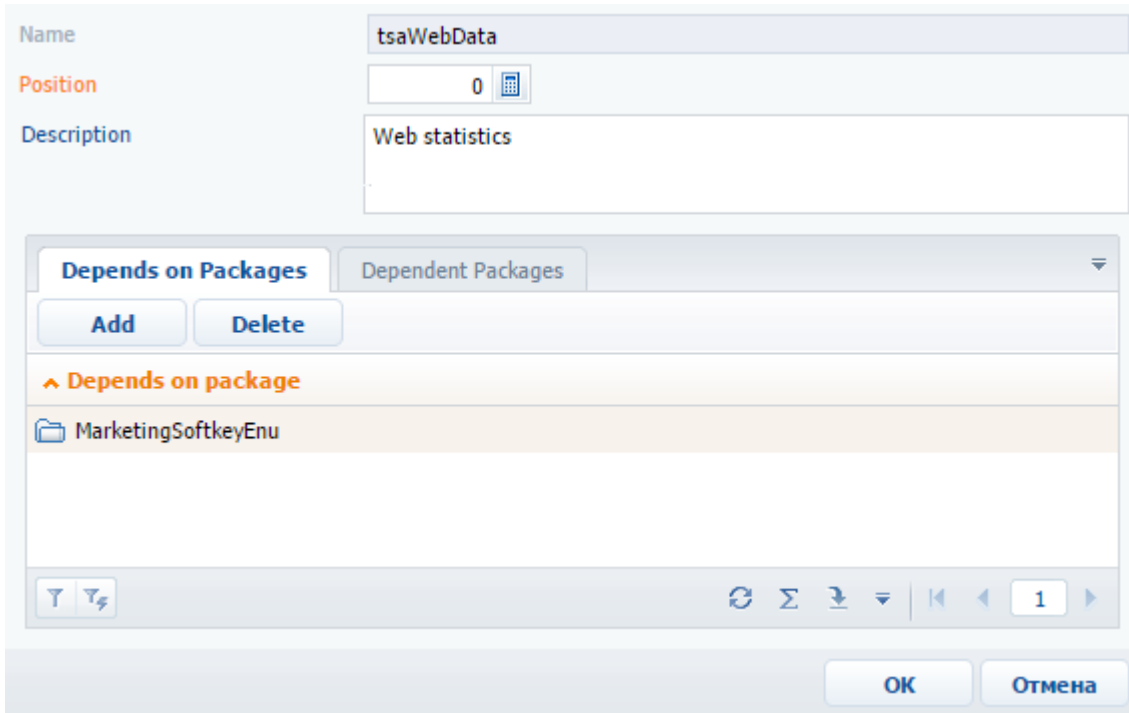 Name tsaWebData
Position 0
Description Web statistics
Depends on Packages Dependent Packages
Add Delete
Depends on package
MarketingSoftkeyEnu
1
OK Отмена